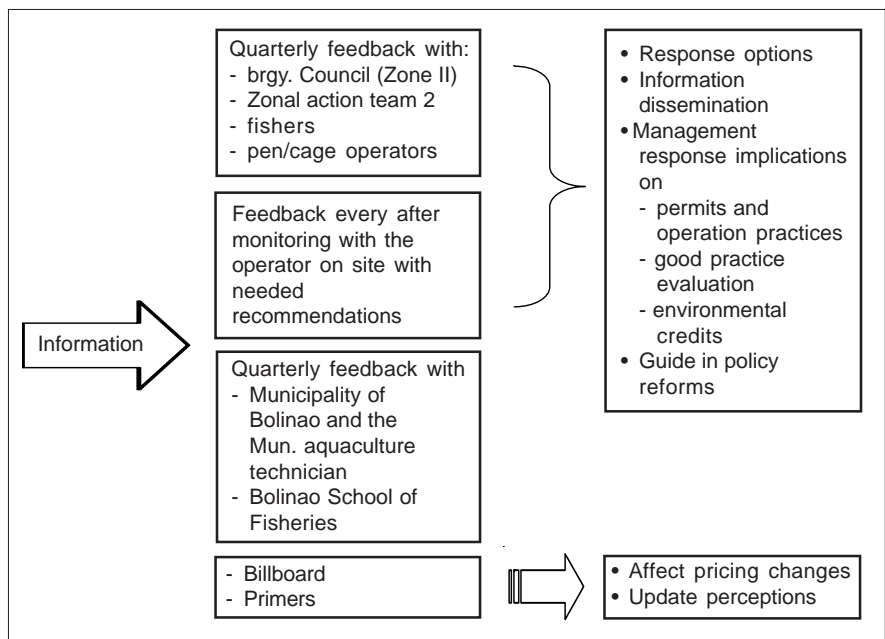 Information
Quarterly feedback with:
- brgy. Council (Zone II)
- Zonal action team 2
- fishers
- pen/cage operators
Feedback every after
monitoring with the
operator on site with
needed
recommendations
Quarterly feedback with
- Municipality of
Bolinao and the
Mun. aquaculture
technician
- Bolinao School of
Fisheries
- Billboard
- Primers
• Response options
• Information
dissemination
• Management
response implications
on
- permits and
operation practices
- good practice
evaluation
- environmental
credits
• Guide in policy
reforms
• Affect pricing changes
• Update perceptions